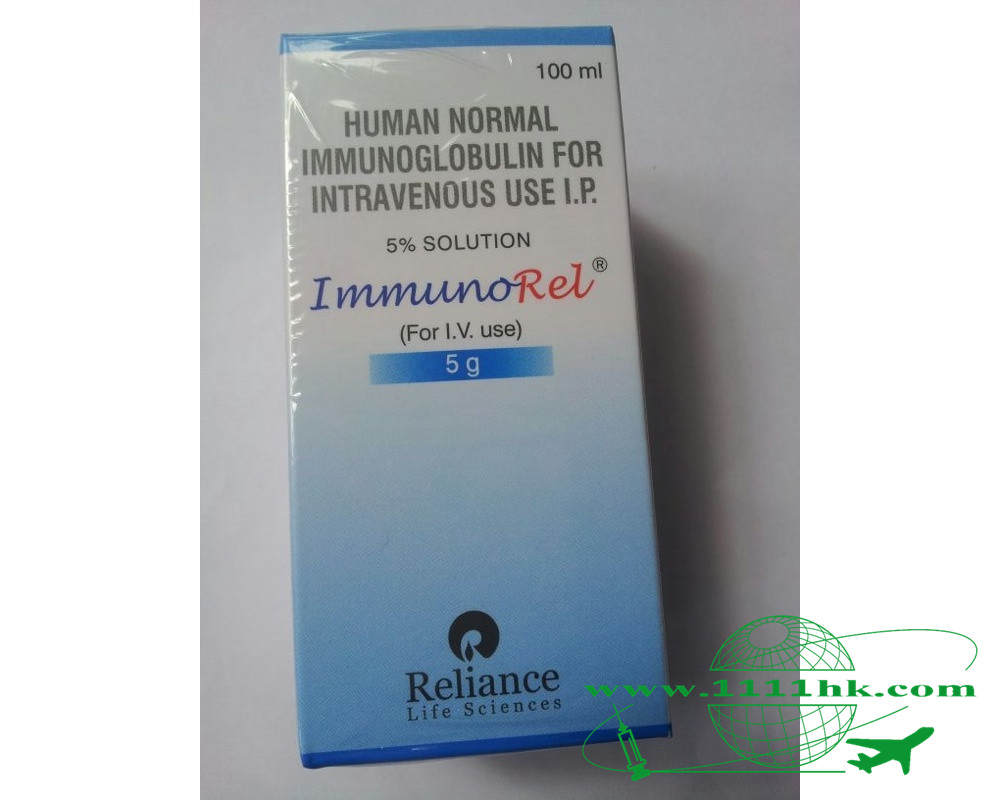 100 ml
HUMAN NORMAL
IMMUNOGLOBULIN FOR
INTRAVENOUS USE I.P.
5% SOLUTION
ImmunoRel®
(For I.V. use)
5 g
Reliance
Life Sciences
www.1111hk.com